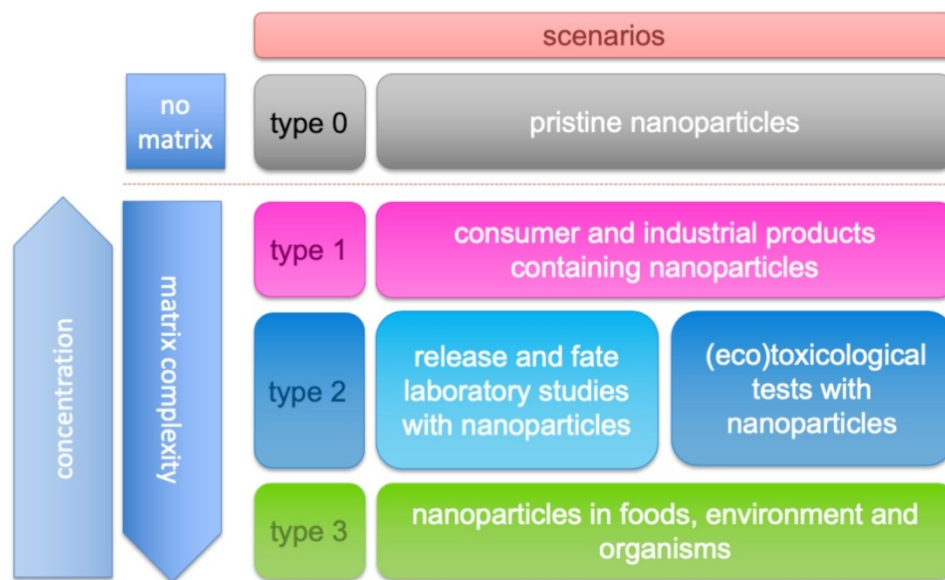 scenarios
no
matrix
type 0
pristine nanoparticles
concentration
matrix complexity
type 1
consumer and industrial products
containing nanoparticles
type 2
release and fate
laboratory studies
with nanoparticles
(eco)toxicological
tests with
nanoparticles
type 3
nanoparticles in foods, environment and
organisms